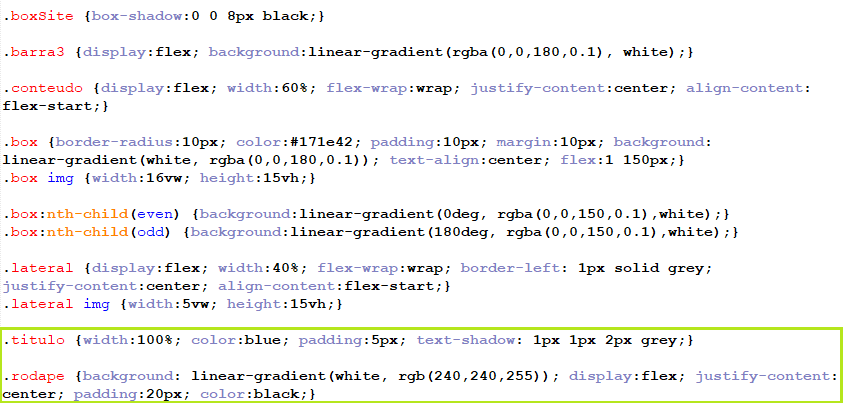 .boxSite {box-shadow:0 0 8px black;}
.barra3 {display:flex; background:linear-gradient(rgba(0,0,180,0.1), white);}
.conteudo {display:flex; width:60%; flex-wrap:wrap; justify-content:center; align-content:
flex-start;}
.box {border-radius:10px; color:#171e42; padding:10px; margin:10px; background:
linear-gradient(white, rgba(0,0,180,0.1)); text-align:center; flex:1 150px;}
.box img {width:16vw; height:15vh;}
.box:nth-child(even) {background:linear-gradient(0deg, rgba(0,0,150,0.1),white);}
.box:nth-child(odd) {background:linear-gradient(180deg, rgba(0,0,150,0.1),white);}
.lateral {display:flex; width:40%; flex-wrap:wrap; border-left: 1px solid grey;
justify-content:center; align-content:flex-start;}
.lateral img {width:5vw; height:15vh;}
.titulo {width:100%; color:blue; padding:5px; text-shadow: 1px 1px 2px grey;}
.rodape {background: linear-gradient(white, rgb(240,240,255)); display:flex; justify-content:
center; padding:20px; color:black;}